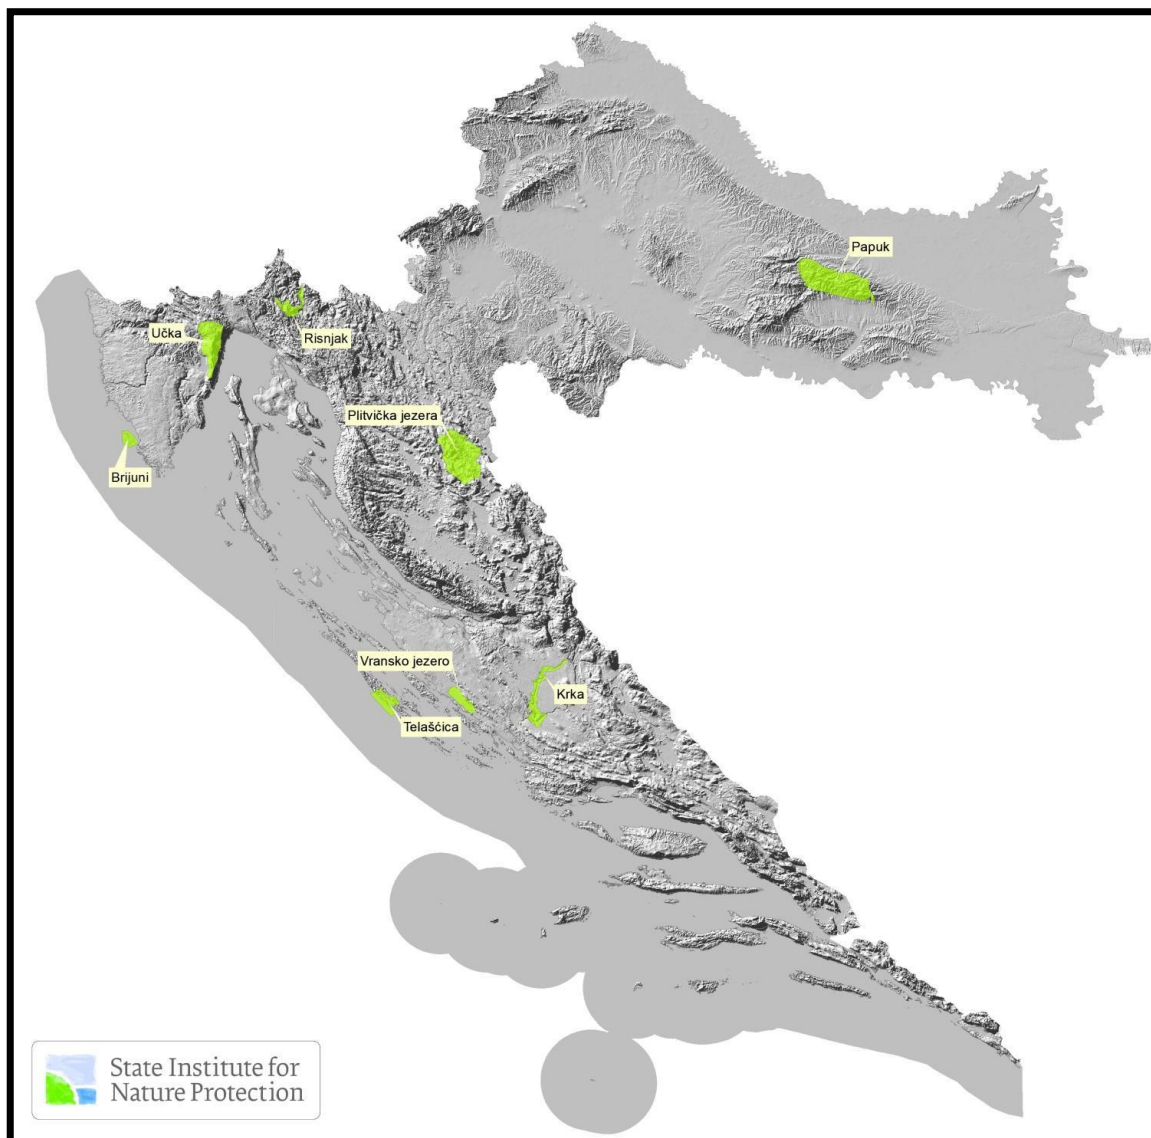 Papuk
Učka
Risnjak
Plitvička jezera
Brijuni
Vransko jezero
Krka
Telašćica
State Institute for
Nature Protection